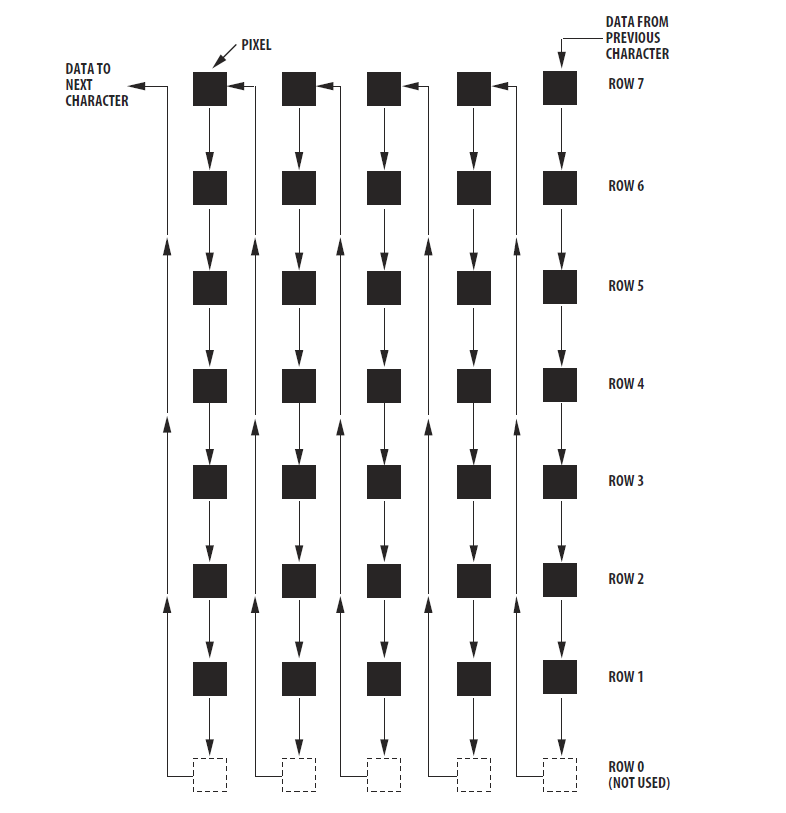 DATA FROM
PREVIOUS
CHARACTER
PIXEL
DATA TO
NEXT
CHARACTER
ROW 7
ROW 6
ROW 5
ROW 4
ROW 3
ROW 2
ROW 1
ROW 0
(NOT USED)